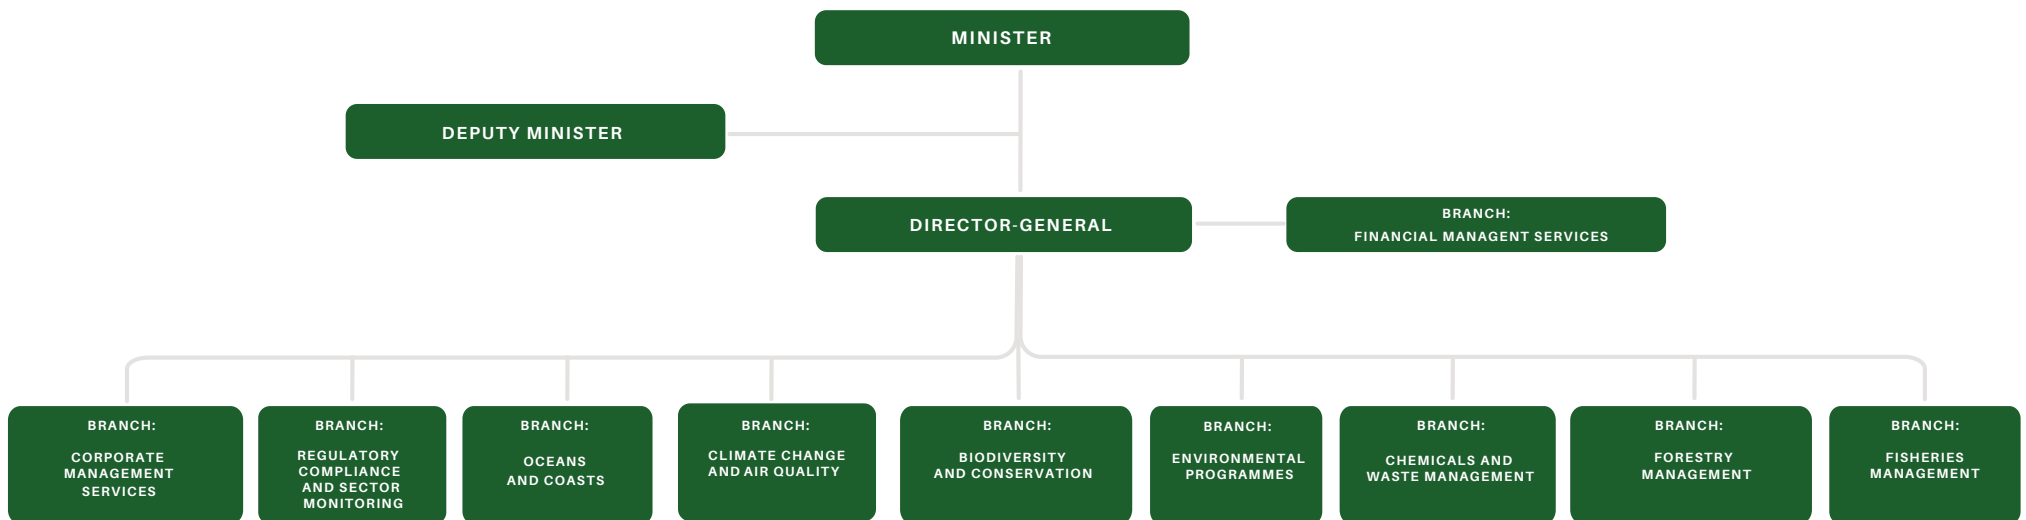 MINISTER
DEPUTY MINISTER
DIRECTOR-GENERAL
BRANCH:
FINANCIAL MANAGENT SERVICES
BRANCH:
CORPORATE
MANAGEMENT
SERVICES
BRANCH:
REGULATORY
COMPLIANCE
AND SECTOR
MONITORING
BRANCH:
OCEANS
AND COASTS
BRANCH:
CLIMATE CHANGE
AND AIR QUALITY
BRANCH:
BIODIVERSITY
AND CONSERVATION
BRANCH:
ENVIRONMENTAL
PROGRAMMES
BRANCH:
CHEMICALS AND
WASTE MANAGEMENT
BRANCH:
FORESTRY
MANAGEMENT
BRANCH:
FISHERIES
MANAGEMENT